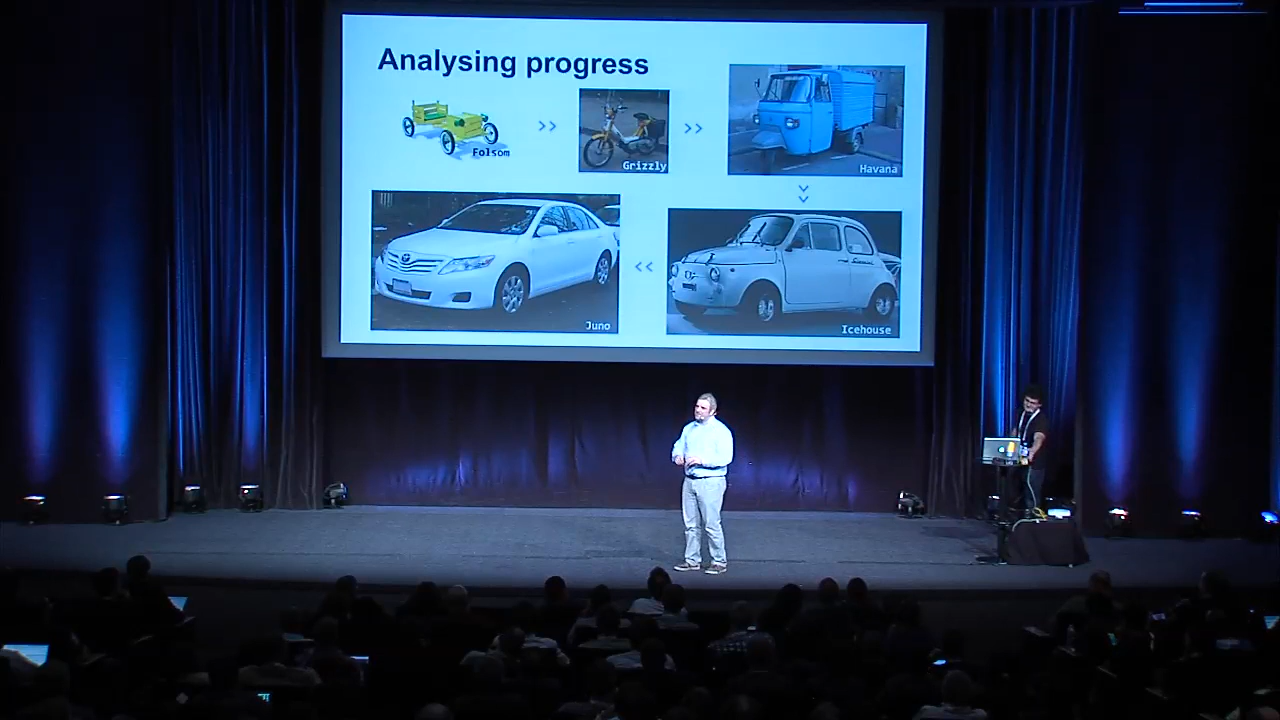 Analysing progress
Folsom
>>
Grizzly
>>
Havana
Icehouse
<<
Juno